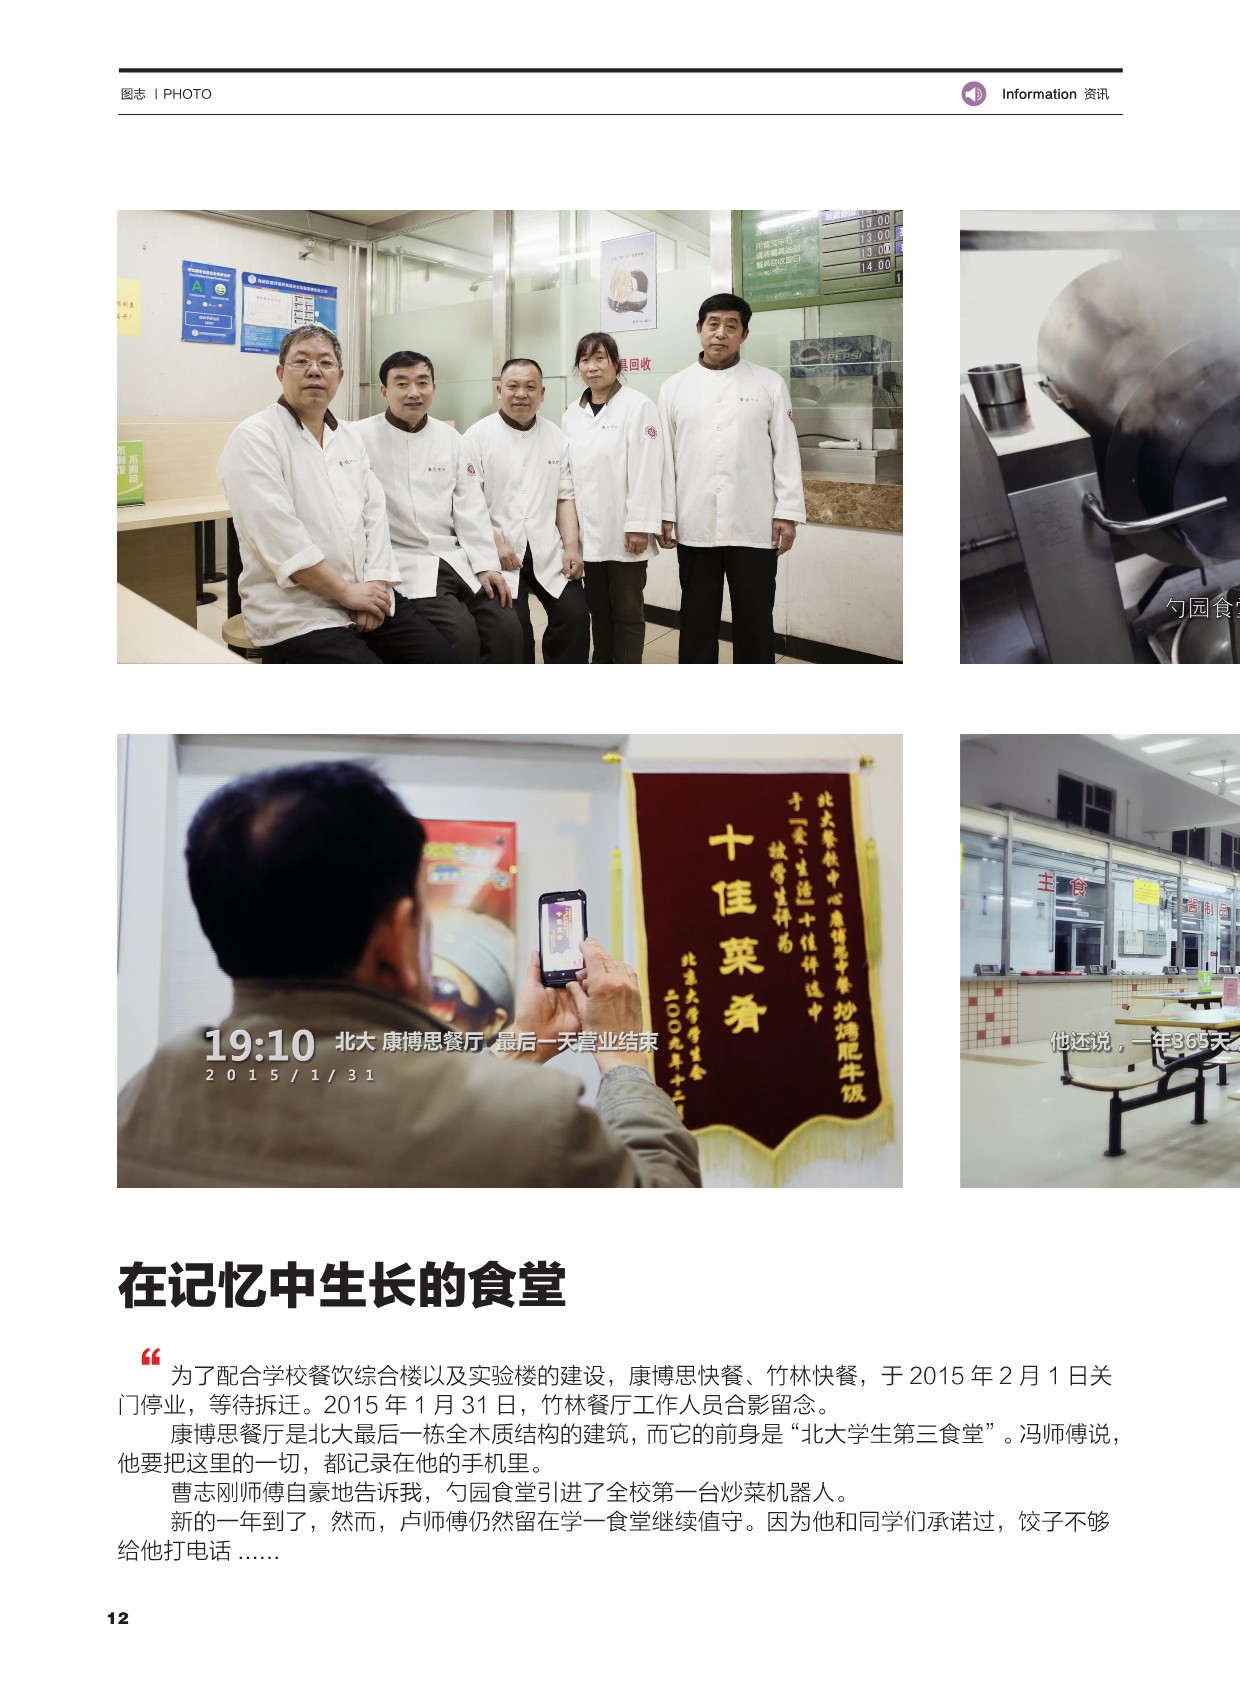 图志 | PHOTO
Information 资讯
具回收
PEPSI
13.00
13.00
13.00
14.00
勺园食堂
北大餐饮中心康博思中餐 炒烤肥牛饭
于『爱·生活』十佳评选中
被学生评为
十佳菜肴
北京大学学生会
二00九年十二月
19:10 北大 康博思餐厅 最后一天营业结束
2015/1/31
主食
酱制品
他还说，一年365天
在记忆中生长的食堂
“ 为了配合学校餐饮综合楼以及实验楼的建设，康博思快餐、竹林快餐，于 2015 年 2 月 1 日关
门停业，等待拆迁。2015 年 1 月 31 日，竹林餐厅工作人员合影留念。
康博思餐厅是北大最后一栋全木质结构的建筑，而它的前身是 “北大学生第三食堂” 。冯师傅说，
他要把这里的一切，都记录在他的手机里。
曹志刚师傅自豪地告诉我，勺园食堂引进了全校第一台炒菜机器人。
新的一年到了，然而，卢师傅仍然留在学一食堂继续值守。因为他和同学们承诺过，饺子不够
给他打电话 ......
12